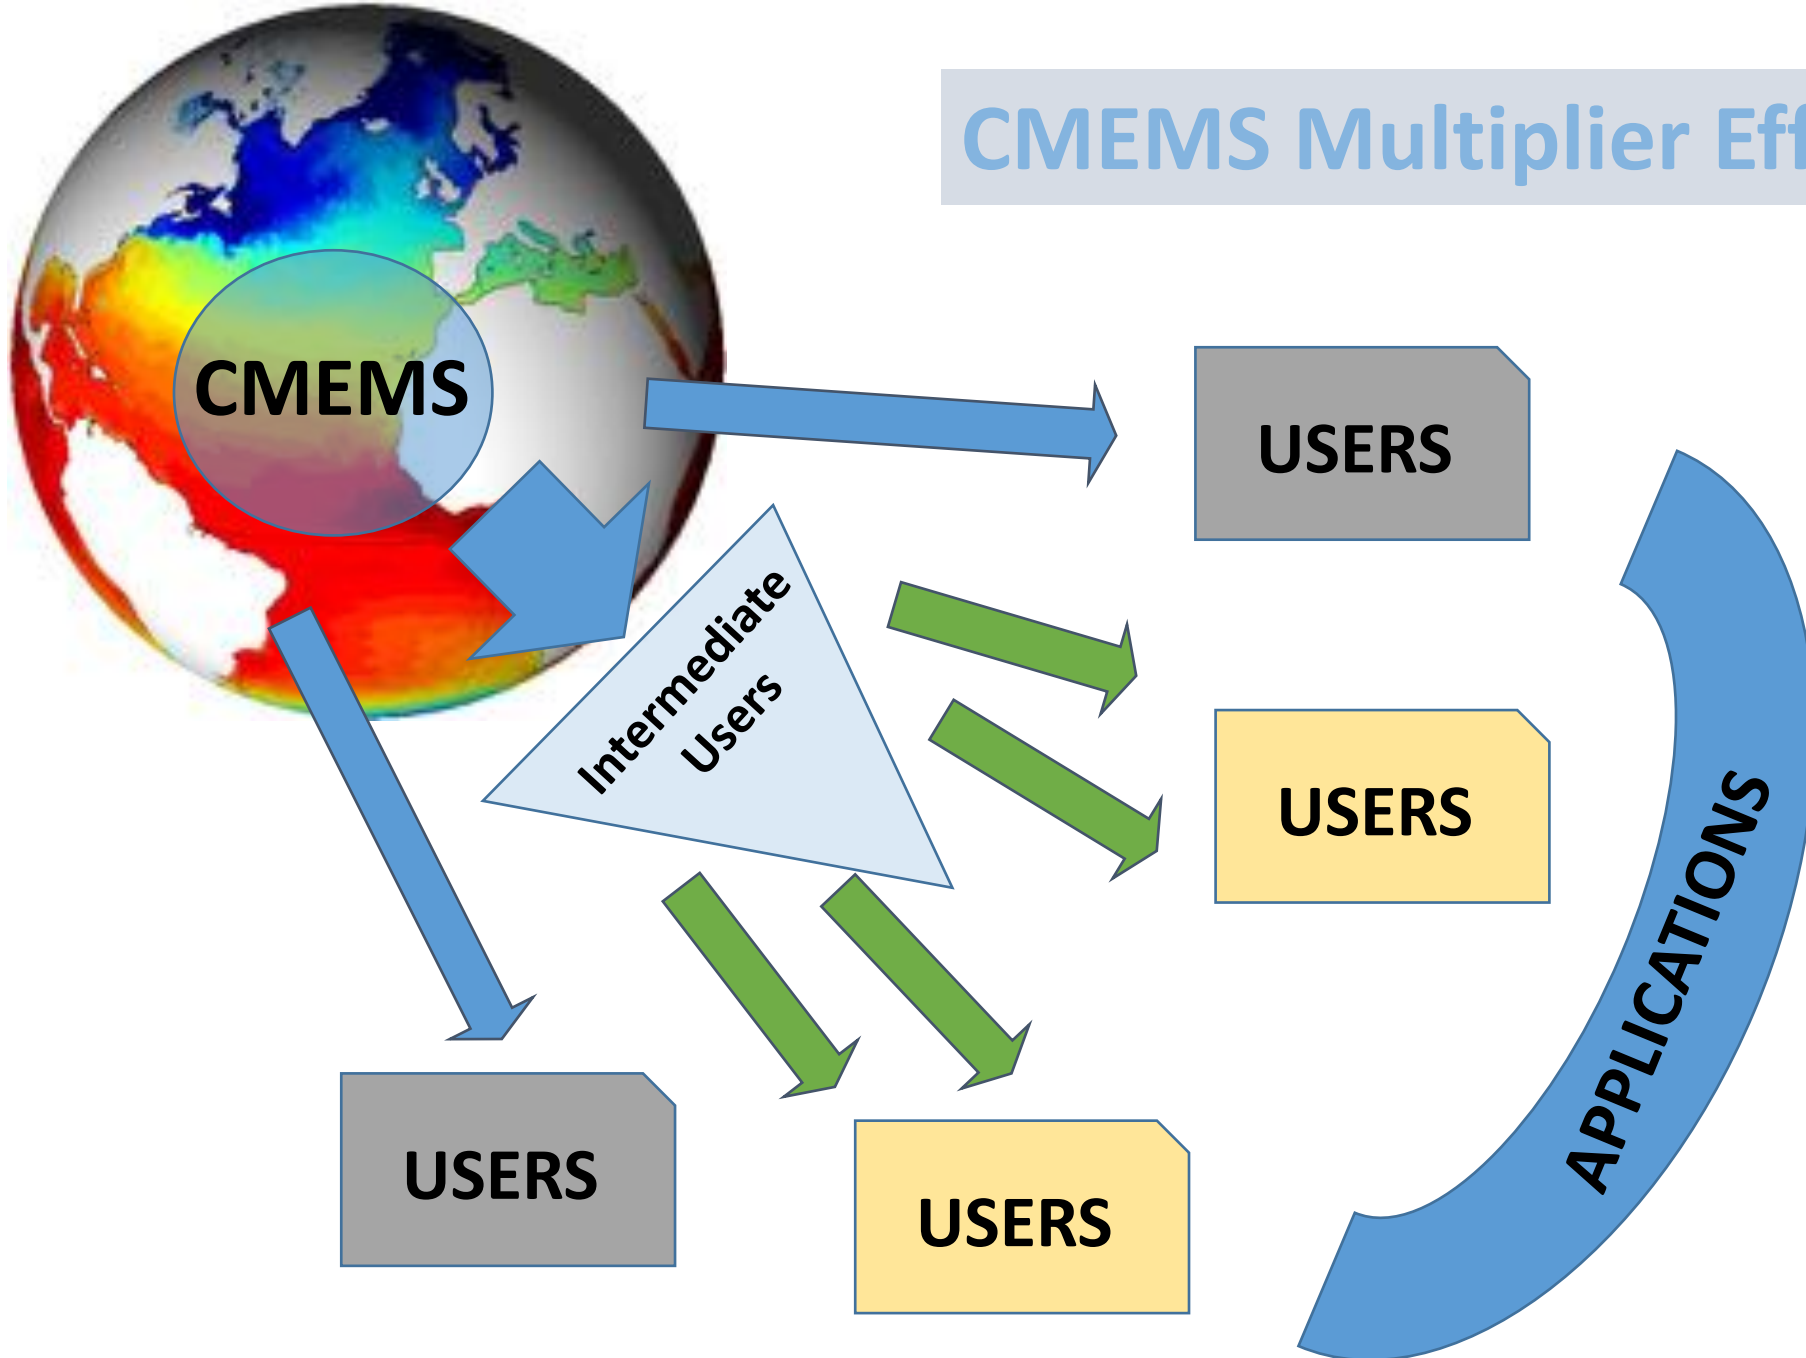 CMEMS Multiplier Eff
CMEMS
USERS
Intermediate
Users
USERS
APPLICATIONS
USERS
USERS